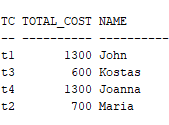 TC TOTAL_COST NAME
-- ---------- ----------
t1       1300 John
t3        600 Kostas
t4       1300 Joanna
t2        700 Maria